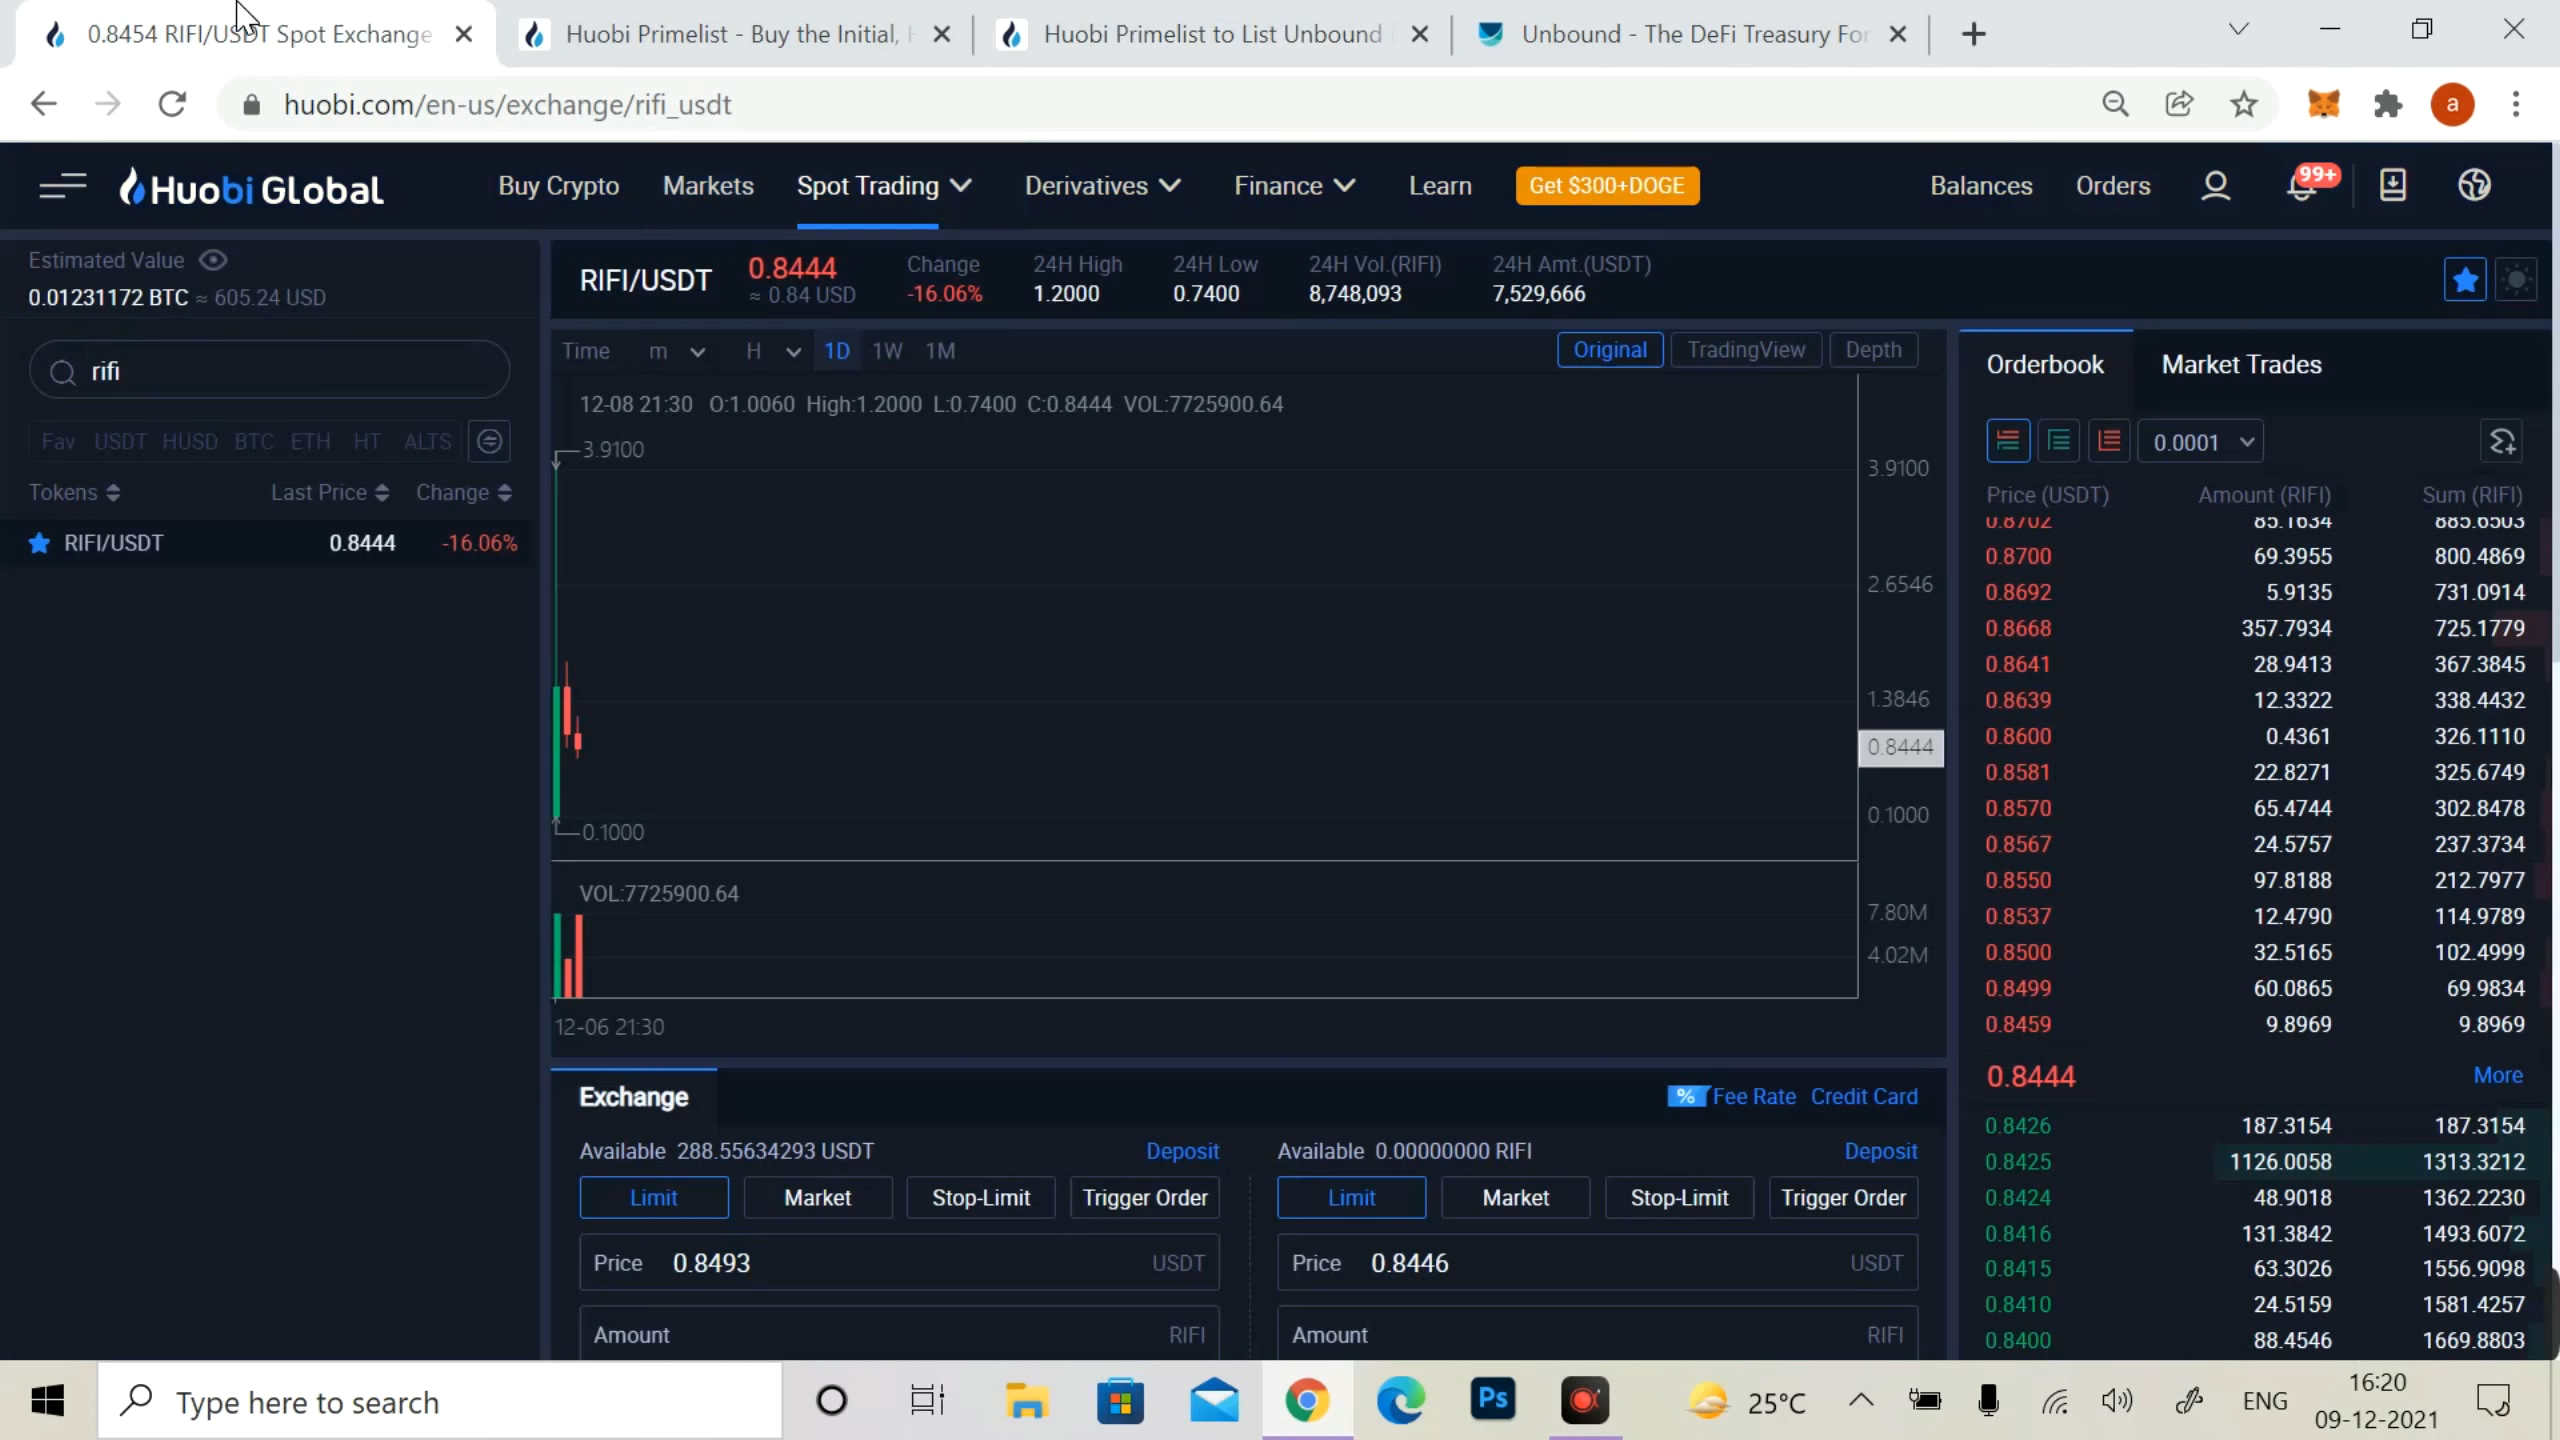 0.8454 RIFI/USDT Spot Exchange
Huobi Primelist - Buy the Initial, H
Huobi Primelist to List Unbound
Unbound - The DeFi Treasury For
huobi.com/en-us/exchange/rifi_usdt
a
Huobi Global
Buy Crypto
Markets
Spot Trading
Derivatives
Finance
Learn
Get $300+DOGE
Balances
Orders
99+
Estimated Value
0.01231172 BTC ≈ 605.24 USD
rifi
Fav USDT HUSD BTC ETH HT ALTS
Tokens Last Price Change
RIFI/USDT 0.8444 -16.06%
RIFI/USDT
0.8444
≈ 0.84 USD
Change
-16.06%
24H High
1.2000
24H Low
0.7400
24H Vol.(RIFI)
8,748,093
24H Amt.(USDT)
7,529,666
Time m H 1D 1W 1M
Original TradingView Depth
12-08 21:30 O:1.0060 High:1.2000 L:0.7400 C:0.8444 VOL:7725900.64
3.9100
3.9100
2.6546
1.3846
0.8444
0.1000
0.1000
VOL:7725900.64
7.80M
4.02M
12-06 21:30
Orderbook Market Trades
0.0001
Price (USDT) Amount (RIFI) Sum (RIFI)
0.8702 85.1634 885.6503
0.8700 69.3955 800.4869
0.8692 5.9135 731.0914
0.8668 357.7934 725.1779
0.8641 28.9413 367.3845
0.8639 12.3322 338.4432
0.8600 0.4361 326.1110
0.8581 22.8271 325.6749
0.8570 65.4744 302.8478
0.8567 24.5757 237.3734
0.8550 97.8188 212.7977
0.8537 12.4790 114.9789
0.8500 32.5165 102.4999
0.8499 60.0865 69.9834
0.8459 9.8969 9.8969
0.8444 More
0.8426 187.3154 187.3154
0.8425 1126.0058 1313.3212
0.8424 48.9018 1362.2230
0.8416 131.3842 1493.6072
0.8415 63.3026 1556.9098
0.8410 24.5159 1581.4257
0.8400 88.4546 1669.8803
Exchange
% Fee Rate Credit Card
Available 288.55634293 USDT Deposit
Limit Market Stop-Limit Trigger Order
Price 0.8493 USDT
Amount RIFI
Available 0.00000000 RIFI Deposit
Limit Market Stop-Limit Trigger Order
Price 0.8446 USDT
Amount RIFI
Type here to search
Ps
25°C
ENG
16:20
09-12-2021